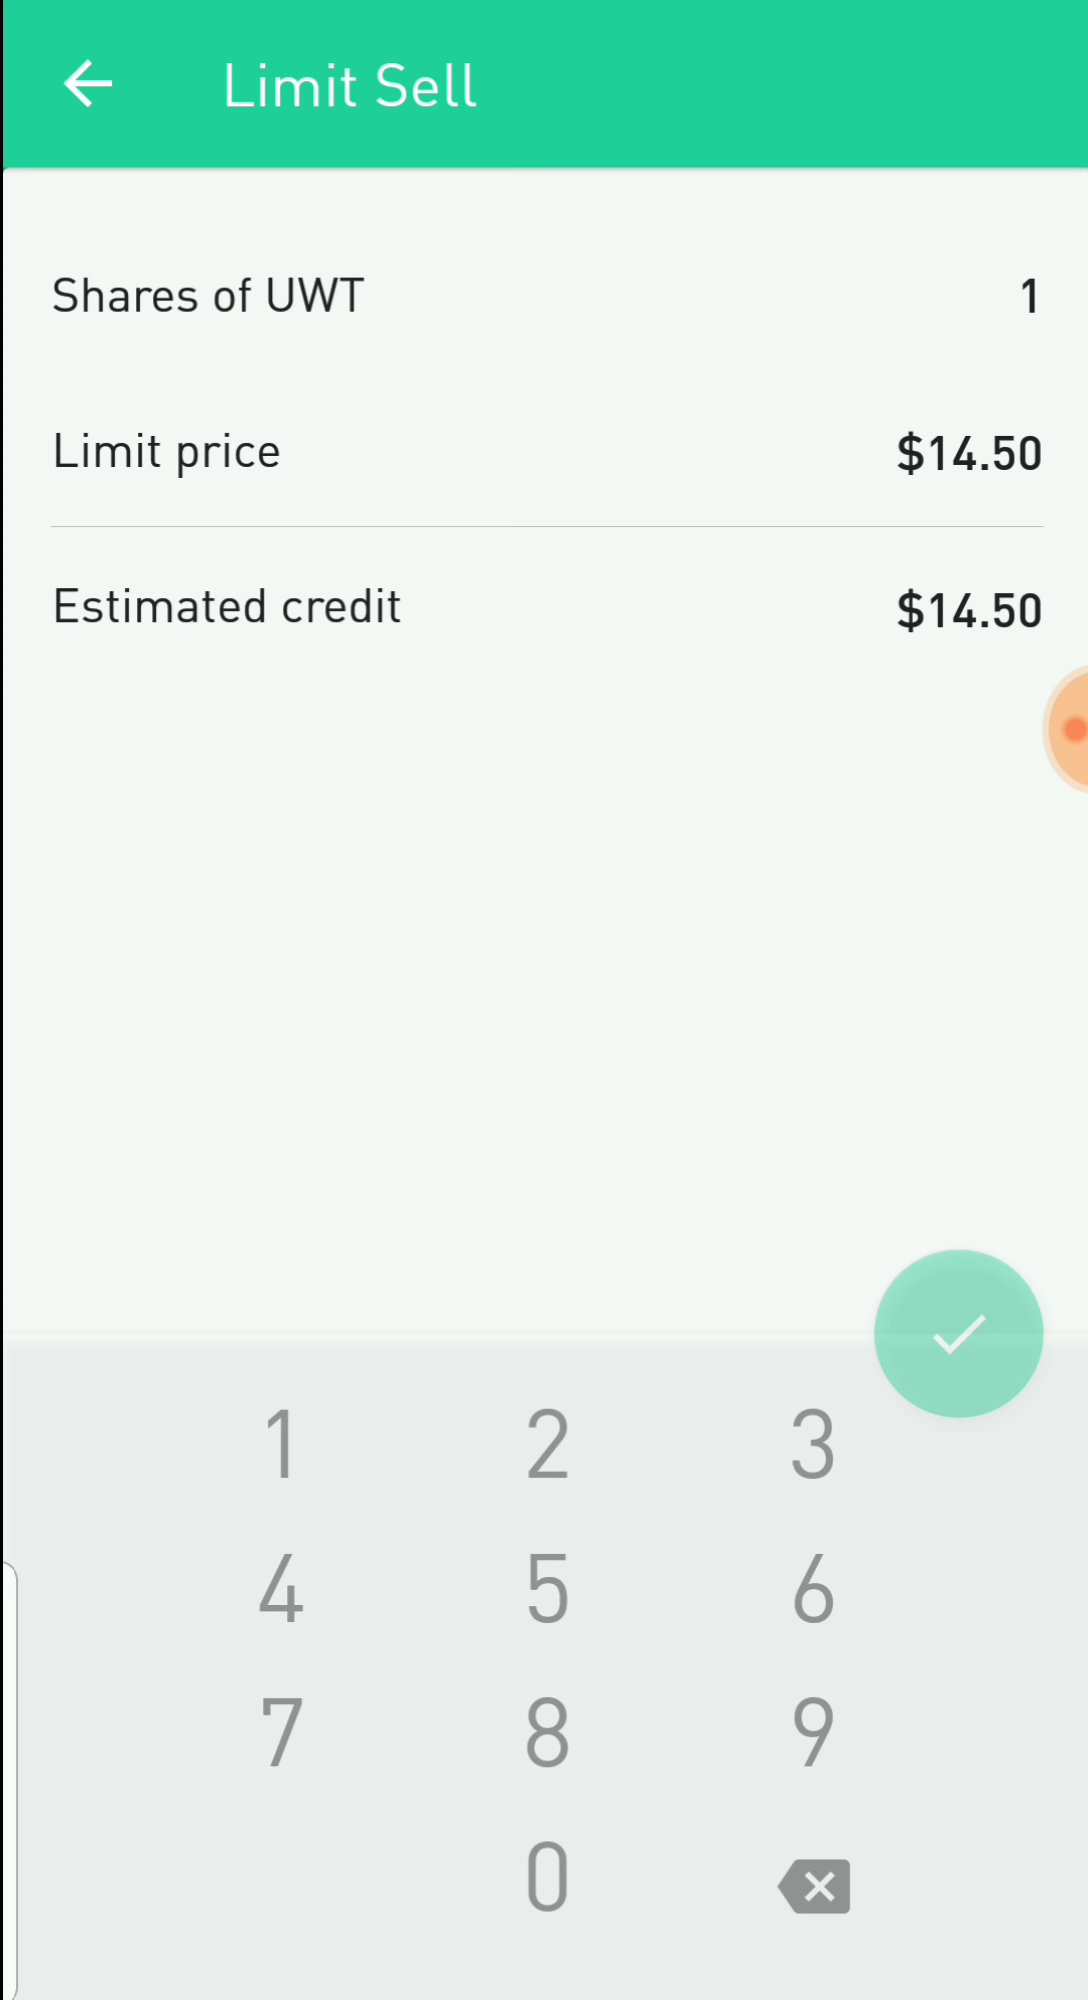 Limit Sell
Shares of UWT 1
Limit price $14.50
Estimated credit $14.50
1 2 3
4 5 6
7 8 9
0